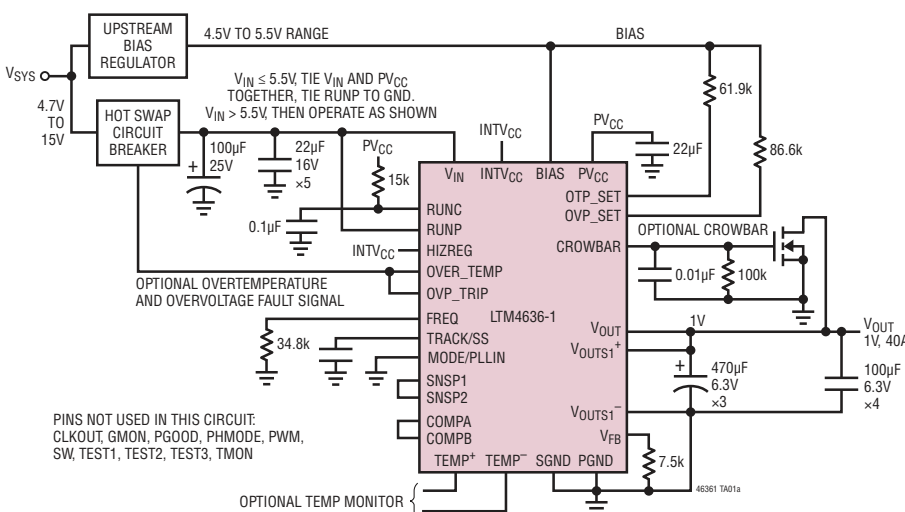 UPSTREAM
BIAS
REGULATOR
4.5V TO 5.5V RANGE
BIAS
VSYS
4.7V
TO
15V
HOT SWAP
CIRCUIT
BREAKER
VIN ≤ 5.5V, TIE VIN AND PVCC
TOGETHER, TIE RUNP TO GND.
VIN > 5.5V, THEN OPERATE AS SHOWN
+
100µF
25V
22µF
16V
×5
PVCC
15k
0.1µF
INTVCC
PVCC
22µF
61.9k
86.6k
VIN
INTVCC
BIAS
PVCC
OTP_SET
OVP_SET
RUNC
RUNP
INTVCC
HIZREG
OVER_TEMP
OVP_TRIP
OPTIONAL OVERTEMPERATURE
AND OVERVOLTAGE FAULT SIGNAL
CROWBAR
OPTIONAL CROWBAR
0.01µF
100k
FREQ
LTM4636-1
TRACK/SS
MODE/PLLIN
34.8k
SNSP1
SNSP2
COMPA
COMPB
VOUT
VOUTS1+
1V
VOUT
1V, 40A
+
470µF
6.3V
×3
100µF
6.3V
×4
VOUTS1–
VFB
7.5k
TEMP+
TEMP–
SGND
PGND
PINS NOT USED IN THIS CIRCUIT:
CLKOUT, GMON, PGOOD, PHMODE, PWM,
SW, TEST1, TEST2, TEST3, TMON
OPTIONAL TEMP MONITOR
46361 TA01a